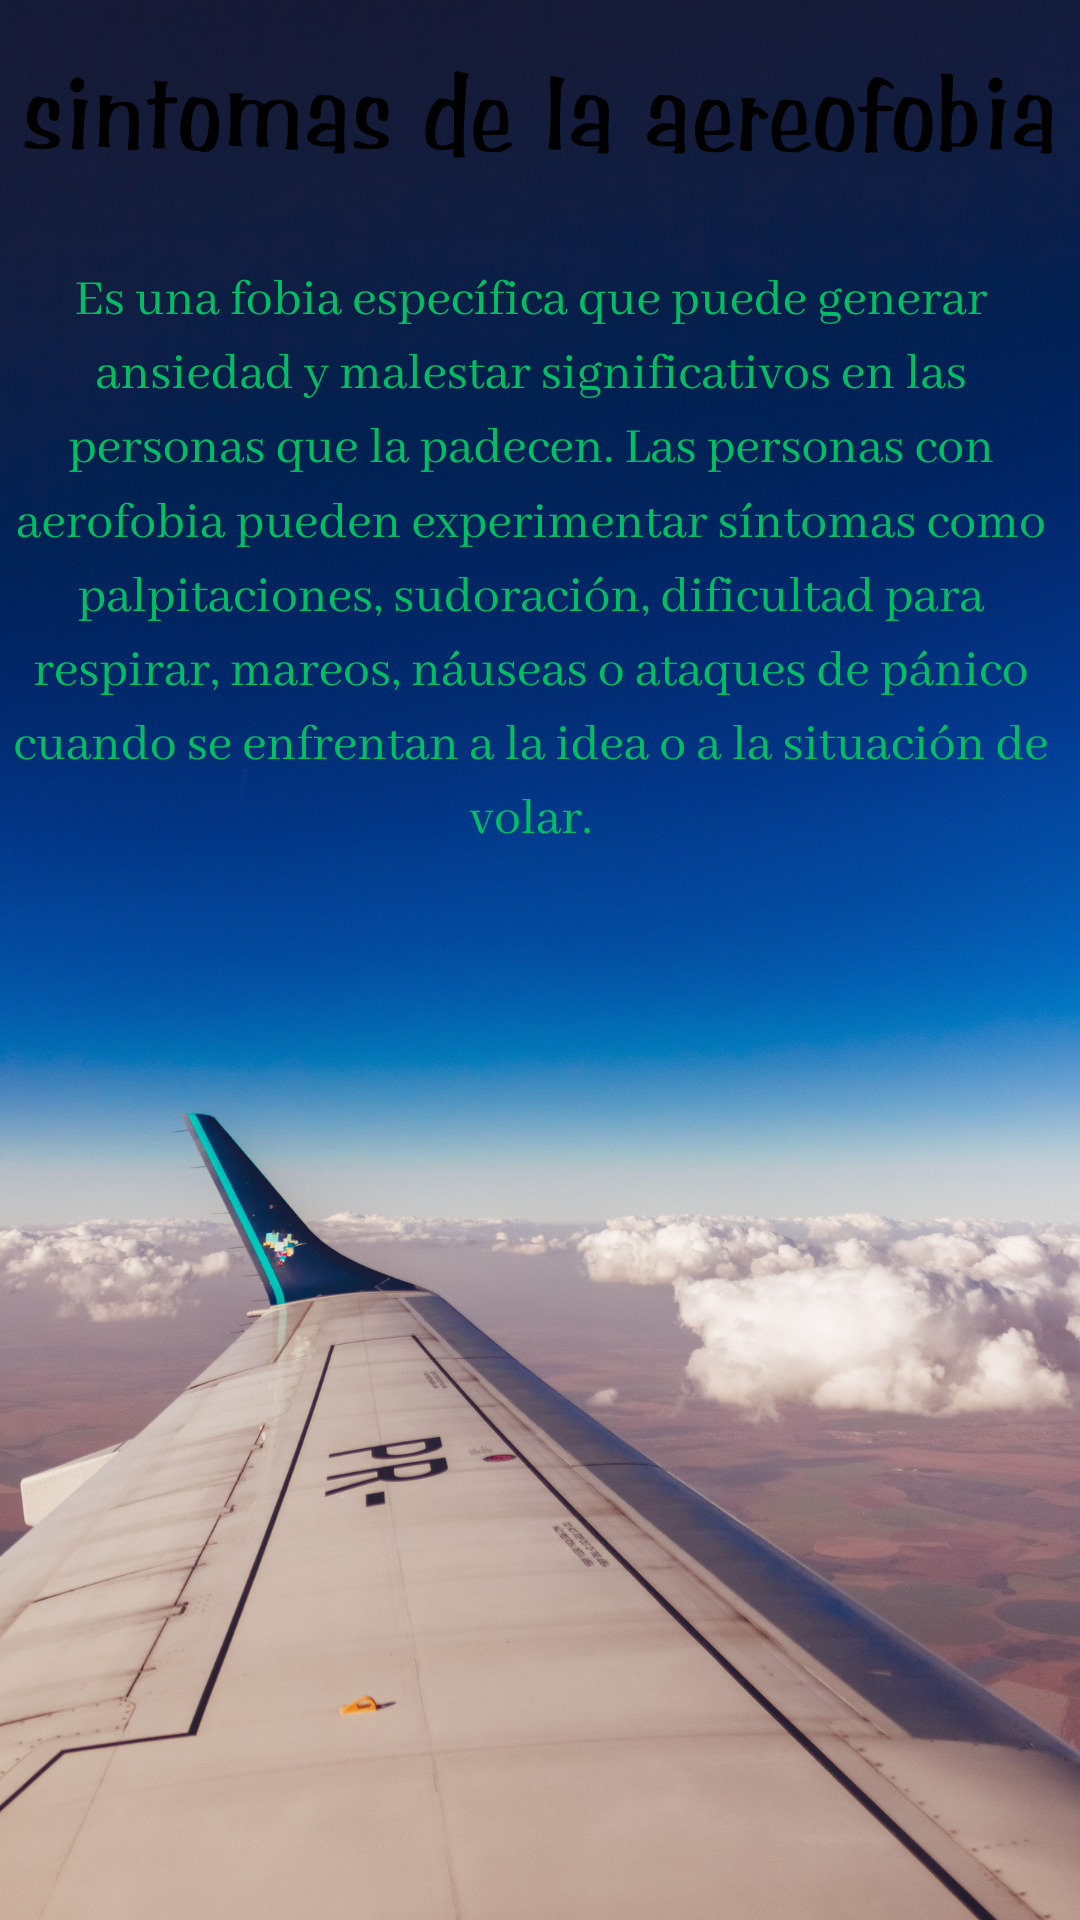 sintomas de la aereofobia
Es una fobia específica que puede generar
ansiedad y malestar significativos en las
personas que la padecen. Las personas con
aerofobia pueden experimentar síntomas como
palpitaciones, sudoración, dificultad para
respirar, mareos, náuseas o ataques de pánico
cuando se enfrentan a la idea o a la situación de
volar.
PR.